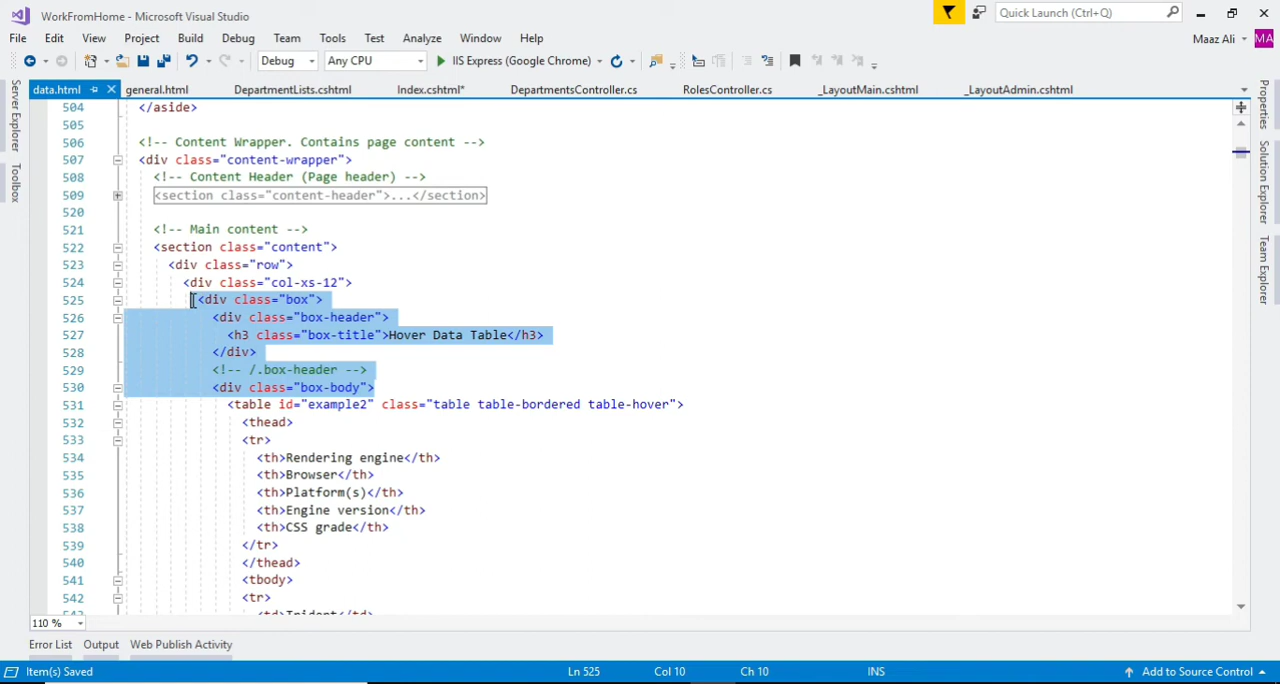 WorkFromHome - Microsoft Visual Studio
Quick Launch (Ctrl+Q)
File Edit View Project Build Debug Team Tools Test Analyze Window Help
Maaz Ali MA
Debug Any CPU IIS Express (Google Chrome)
data.html general.html DepartmentLists.cshtml Index.cshtml* DepartmentsController.cs RolesController.cs _LayoutMain.cshtml _LayoutAdmin.cshtml
Server Explorer
Toolbox
Properties
Solution Explorer
Team Explorer
504 </aside>
505
506 <!-- Content Wrapper. Contains page content -->
507 <div class="content-wrapper">
508 <!-- Content Header (Page header) -->
509 <section class="content-header">...</section>
520
521 <!-- Main content -->
522 <section class="content">
523 <div class="row">
524 <div class="col-xs-12">
525 <div class="box">
526 <div class="box-header">
527 <h3 class="box-title">Hover Data Table</h3>
528 </div>
529 <!-- /.box-header -->
530 <div class="box-body">
531 <table id="example2" class="table table-bordered table-hover">
532 <thead>
533 <tr>
534 <th>Rendering engine</th>
535 <th>Browser</th>
536 <th>Platform(s)</th>
537 <th>Engine version</th>
538 <th>CSS grade</th>
539 </tr>
540 </thead>
541 <tbody>
542 <tr>
543 <td>Trident</td>
110 %
Error List Output Web Publish Activity
Item(s) Saved Ln 525 Col 10 Ch 10 INS Add to Source Control